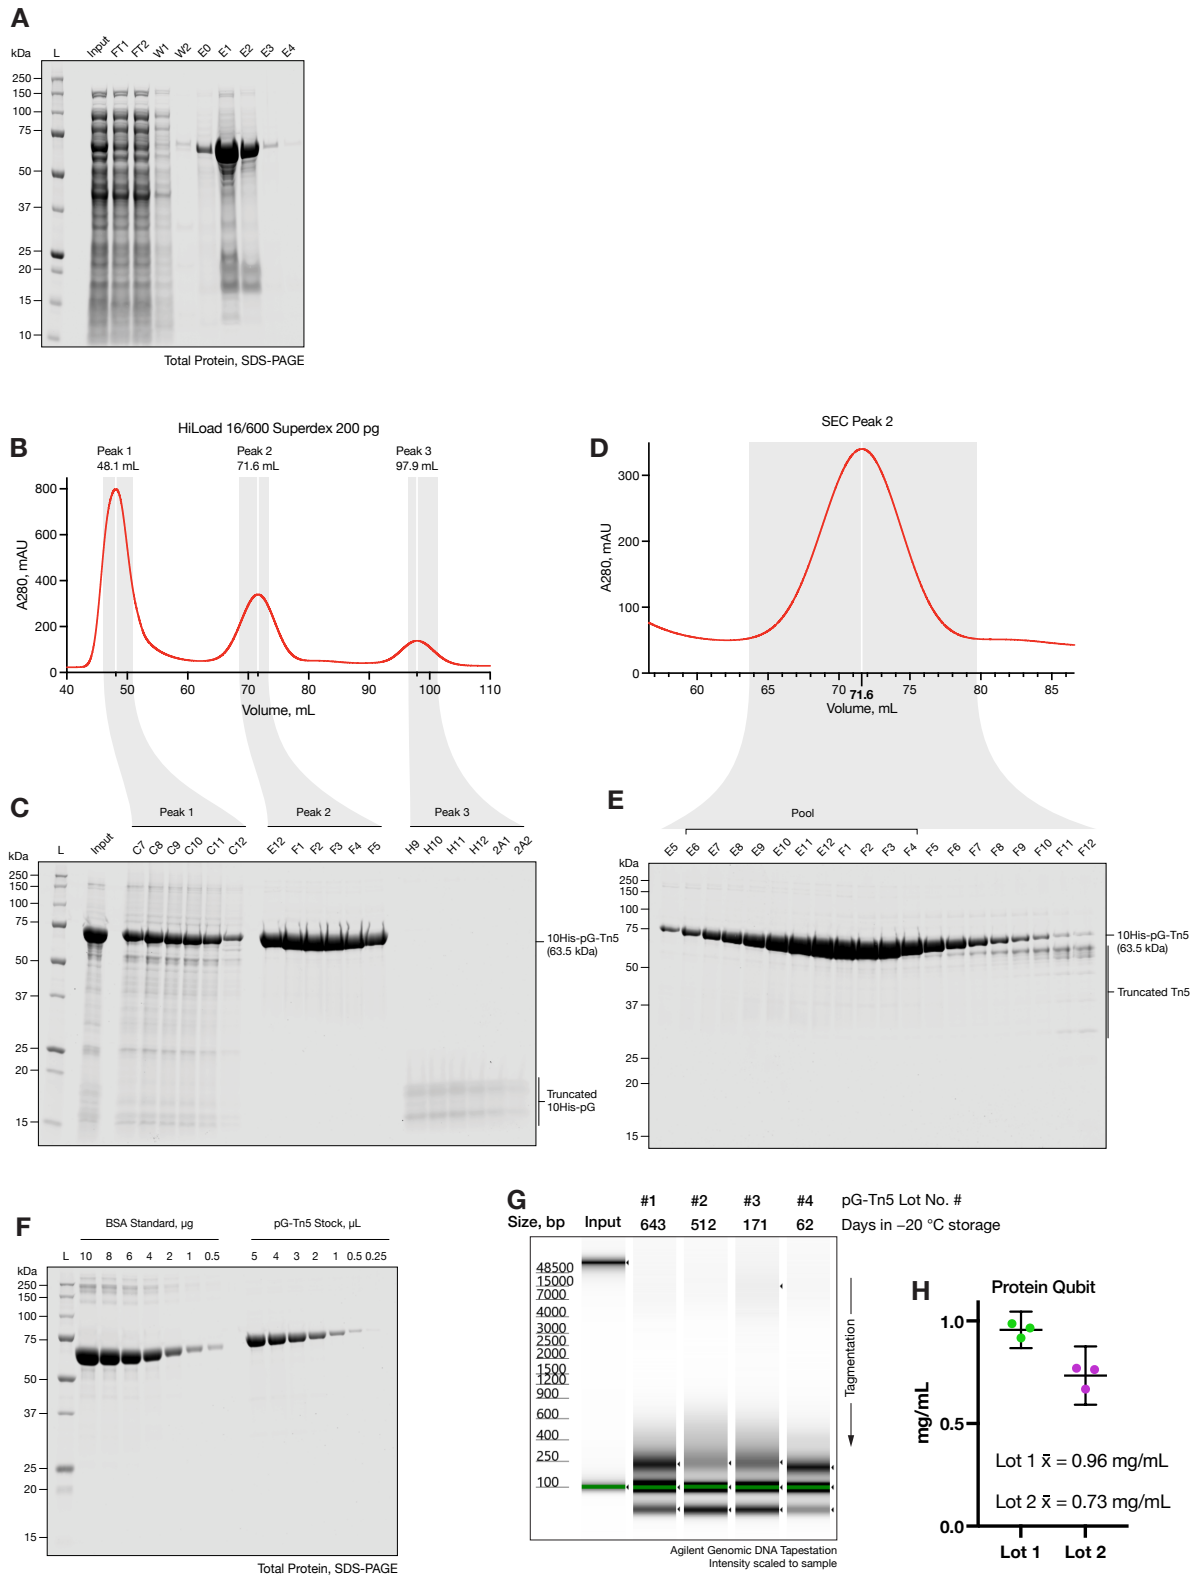 A
kDa L Input FT1 FT2 W1 W2 E0 E1 E2 E3 E4
250
150
100
75
50
37
25
20
15
10
Total Protein, SDS-PAGE
B
HiLoad 16/600 Superdex 200 pg
Peak 1
48.1 mL
Peak 2
71.6 mL
Peak 3
97.9 mL
A280, mAU
800
600
400
200
0
40 50 60 70 80 90 100 110
Volume, mL
D
SEC Peak 2
A280, mAU
300
200
100
0
60 65 70 75 80 85
71.6
Volume, mL
C
Peak 1 Peak 2 Peak 3
kDa L Input C7 C8 C9 C10 C11 C12 E12 F1 F2 F3 F4 F5 H9 H10 H11 H12 2A1 2A2
250
150
100
75
50
37
25
20
15
10His-pG-Tn5
(63.5 kDa)
Truncated
10His-pG
E
Pool
kDa E5 E6 E7 E8 E9 E10 E11 E12 F1 F2 F3 F4 F5 F6 F7 F8 F9 F10 F11 F12
250
150
100
75
50
37
25
20
15
10His-pG-Tn5
(63.5 kDa)
Truncated Tn5
F
BSA Standard, µg pG-Tn5 Stock, µL
L 10 8 6 4 2 1 0.5 5 4 3 2 1 0.5 0.25
kDa
250
150
100
75
50
37
25
20
15
Total Protein, SDS-PAGE
G
#1 #2 #3 #4 pG-Tn5 Lot No. #
Size, bp Input 643 512 171 62 Days in −20 °C storage
48500
15000
7000
4000
3000
2500
2000
1500
1200
900
600
400
250
100
Tagmentation
Agilent Genomic DNA Tapestation
Intensity scaled to sample
H
Protein Qubit
mg/mL
1.0
0.5
0.0
Lot 1 x̄ = 0.96 mg/mL
Lot 2 x̄ = 0.73 mg/mL
Lot 1 Lot 2